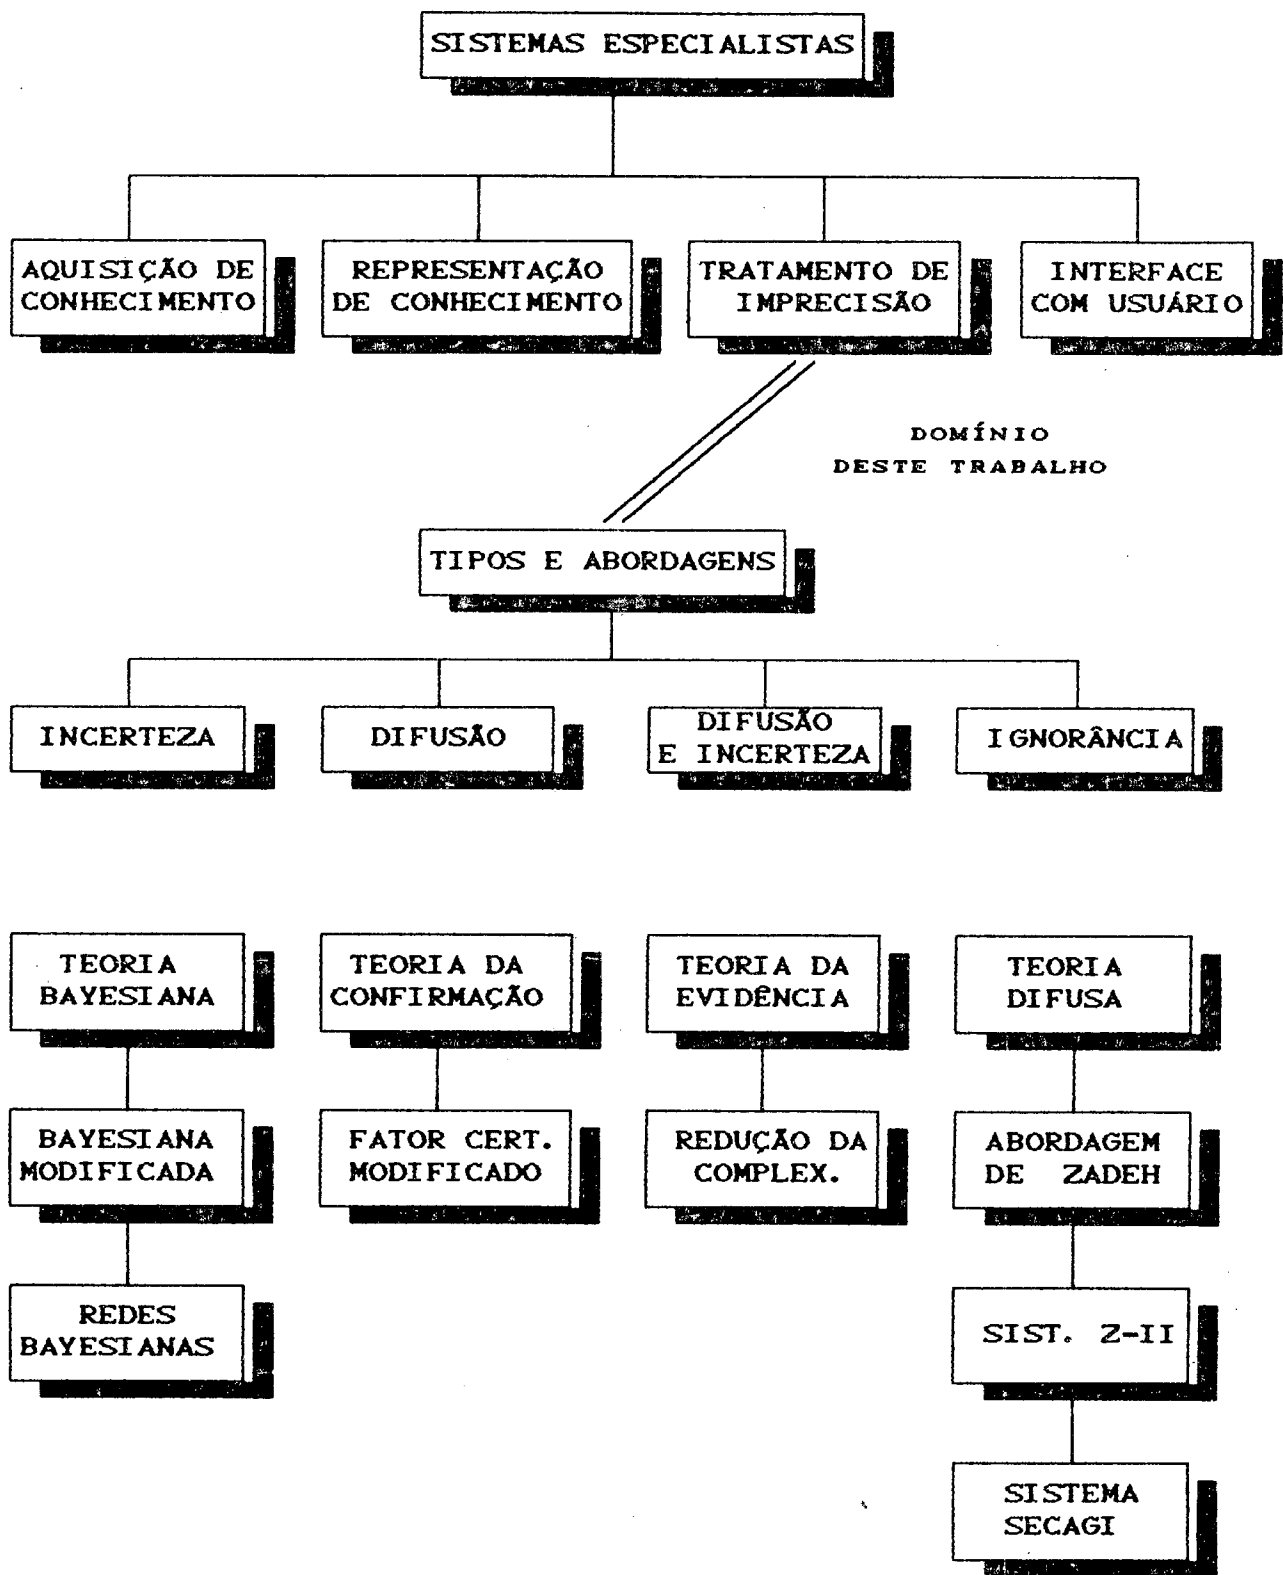 SISTEMAS ESPECIALISTAS
AQUISIÇÃO DE
CONHECIMENTO
REPRESENTAÇÃO
DE CONHECIMENTO
TRATAMENTO DE
IMPRECISÃO
INTERFACE
COM USUÁRIO
DOMÍNIO
DESTE TRABALHO
TIPOS E ABORDAGENS
INCERTEZA
DIFUSÃO
DIFUSÃO
E INCERTEZA
IGNORÂNCIA
TEORIA
BAYESIANA
TEORIA DA
CONFIRMAÇÃO
TEORIA DA
EVIDÊNCIA
TEORIA
DIFUSA
BAYESIANA
MODIFICADA
FATOR CERT.
MODIFICADO
REDUÇÃO DA
COMPLEX.
ABORDAGEM
DE ZADEH
REDES
BAYESIANAS
SIST. Z-II
SISTEMA
SECAGI